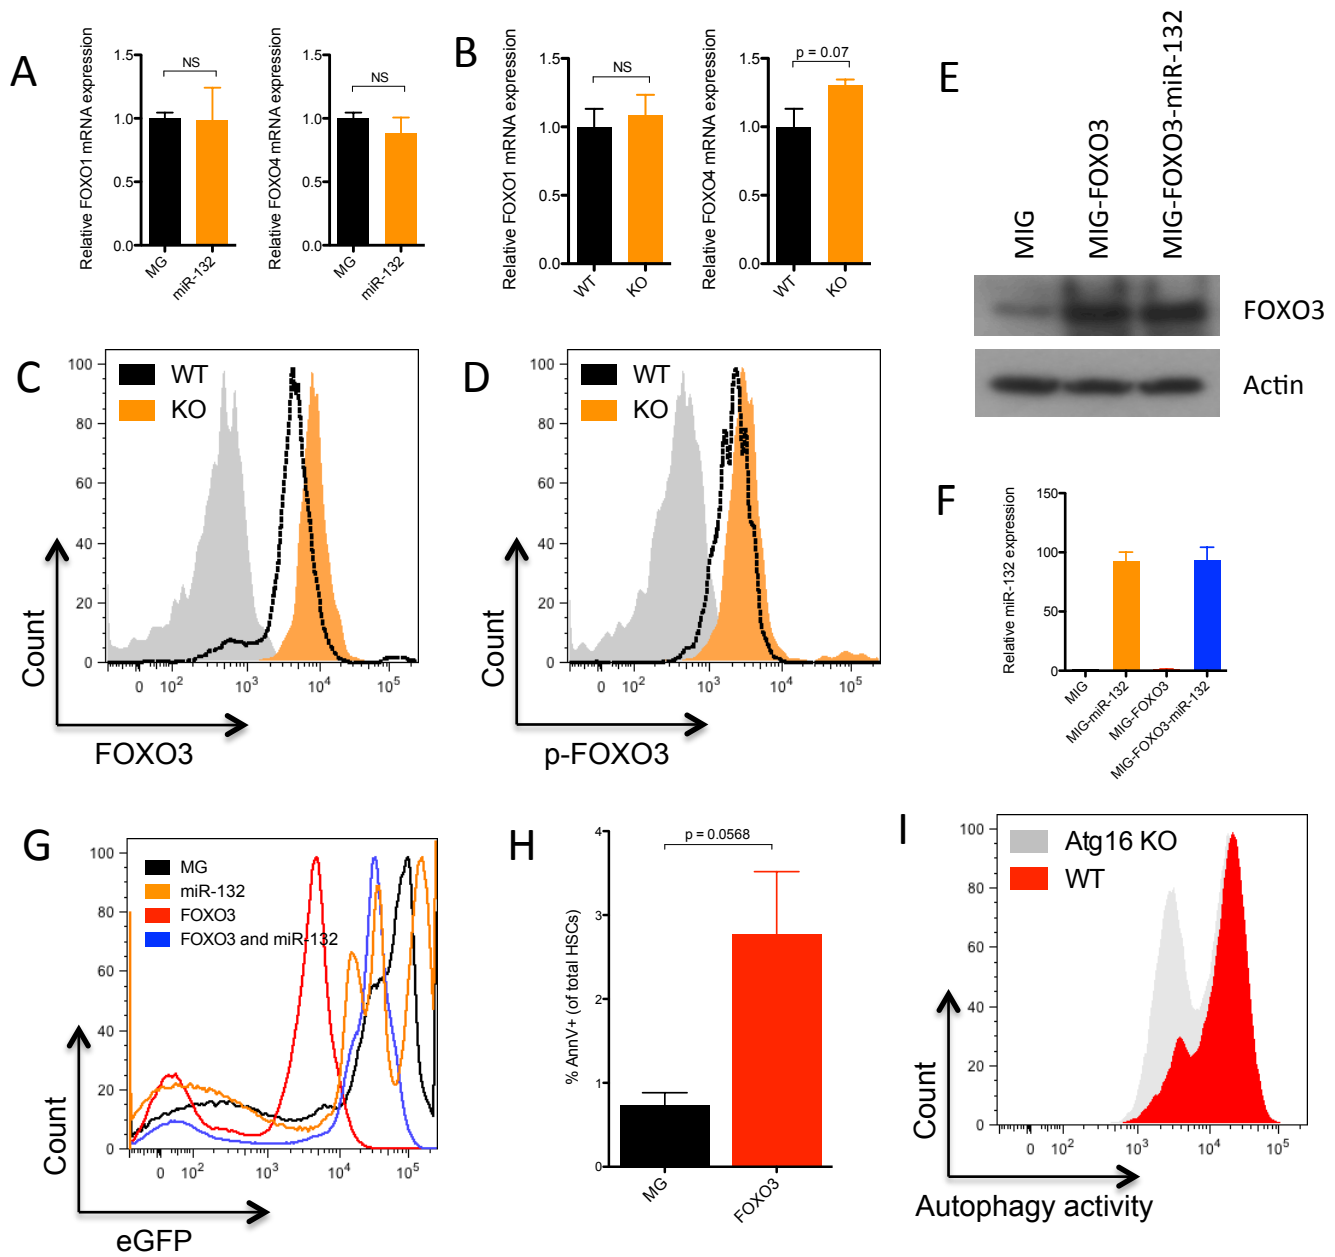 A
Relative FOXO1 mRNA expression
1.5
1.0
0.5
0.0
NS
MG
miR-132
Relative FOXO4 mRNA expression
1.5
1.0
0.5
0.0
NS
MG
miR-132
B
Relative FOXO1 mRNA expression
1.5
1.0
0.5
0.0
NS
WT
KO
Relative FOXO4 mRNA expression
1.5
1.0
0.5
0.0
p = 0.07
WT
KO
E
MIG
MIG-FOXO3
MIG-FOXO3-miR-132
FOXO3
Actin
C
WT
KO
100
80
60
40
20
0
0 10² 10³ 10⁴ 10⁵
Count
FOXO3
D
WT
KO
100
80
60
40
20
0
0 10² 10³ 10⁴ 10⁵
Count
p-FOXO3
F
Relative miR-132 expression
150
100
50
0
MIG
MIG-miR-132
MIG-FOXO3
MIG-FOXO3-miR-132
G
MG
miR-132
FOXO3
FOXO3 and miR-132
100
80
60
40
20
0
0 10² 10³ 10⁴ 10⁵
Count
eGFP
H
% AnnV+ (of total HSCs)
4
3
2
1
0
p = 0.0568
MG
FOXO3
I
Atg16 KO
WT
100
80
60
40
20
0
0 10² 10³ 10⁴ 10⁵
Count
Autophagy activity